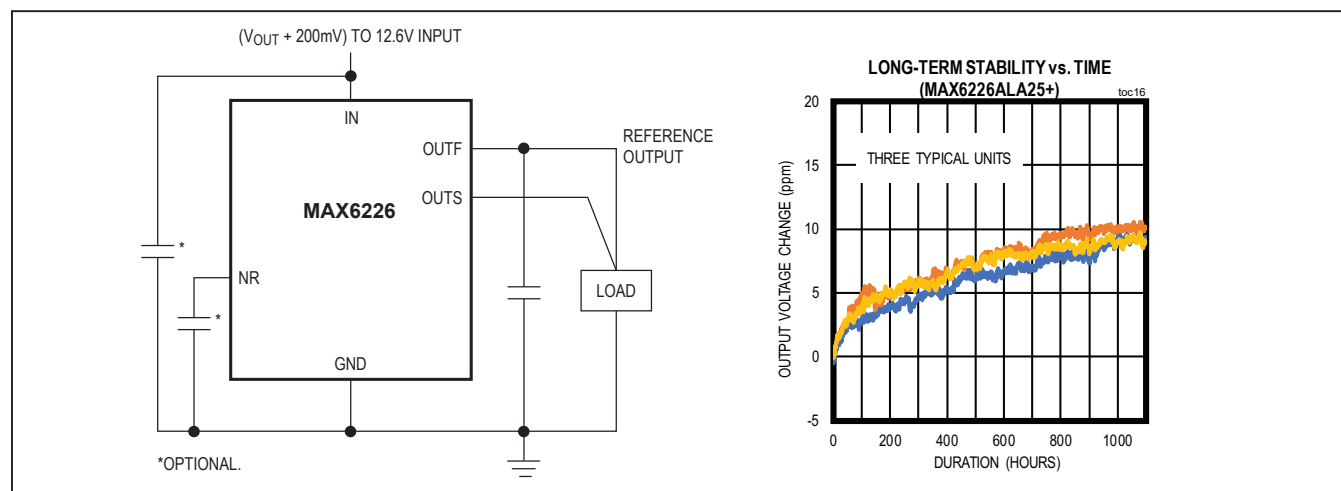 (VOUT + 200mV) TO 12.6V INPUT
IN
OUTF
REFERENCE
OUTPUT
OUTS
MAX6226
*
NR
LOAD
*
GND
*OPTIONAL.
LONG-TERM STABILITY vs. TIME
(MAX6226ALA25+)
toc16
THREE TYPICAL UNITS
OUTPUT VOLTAGE CHANGE (ppm)
20
15
10
5
0
-5
0 200 400 600 800 1000
DURATION (HOURS)